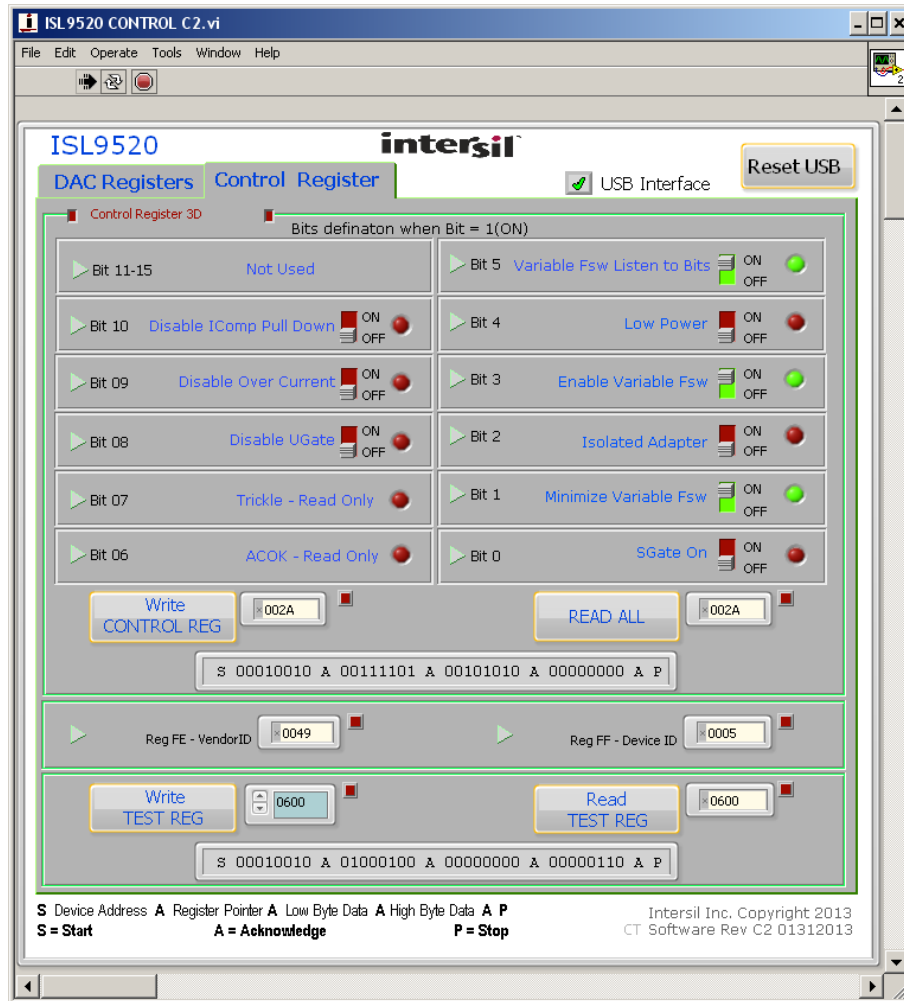 ISL9520 CONTROL C2.vi
File Edit Operate Tools Window Help
2
ISL9520
intersil
Reset USB
DAC Registers Control Register
USB Interface
Control Register 3D
Bits definaton when Bit = 1(ON)
Bit 11-15 Not Used
Bit 5 Variable Fsw Listen to Bits ON OFF
Bit 10 Disable IComp Pull Down ON OFF
Bit 4 Low Power ON OFF
Bit 09 Disable Over Current ON OFF
Bit 3 Enable Variable Fsw ON OFF
Bit 08 Disable UGate ON OFF
Bit 2 Isolated Adapter ON OFF
Bit 07 Trickle - Read Only
Bit 1 Minimize Variable Fsw ON OFF
Bit 06 ACOK - Read Only
Bit 0 SGate On ON OFF
Write CONTROL REG ×002A
READ ALL ×002A
S 00010010 A 00111101 A 00101010 A 00000000 A P
Reg FE - VendorID ×0049
Reg FF - Device ID ×0005
Write TEST REG 0600
Read TEST REG ×0600
S 00010010 A 01000100 A 00000000 A 00000110 A P
S Device Address A Register Pointer A Low Byte Data A High Byte Data A P
S = Start A = Acknowledge P = Stop
Intersil Inc. Copyright 2013
CT Software Rev C2 01312013